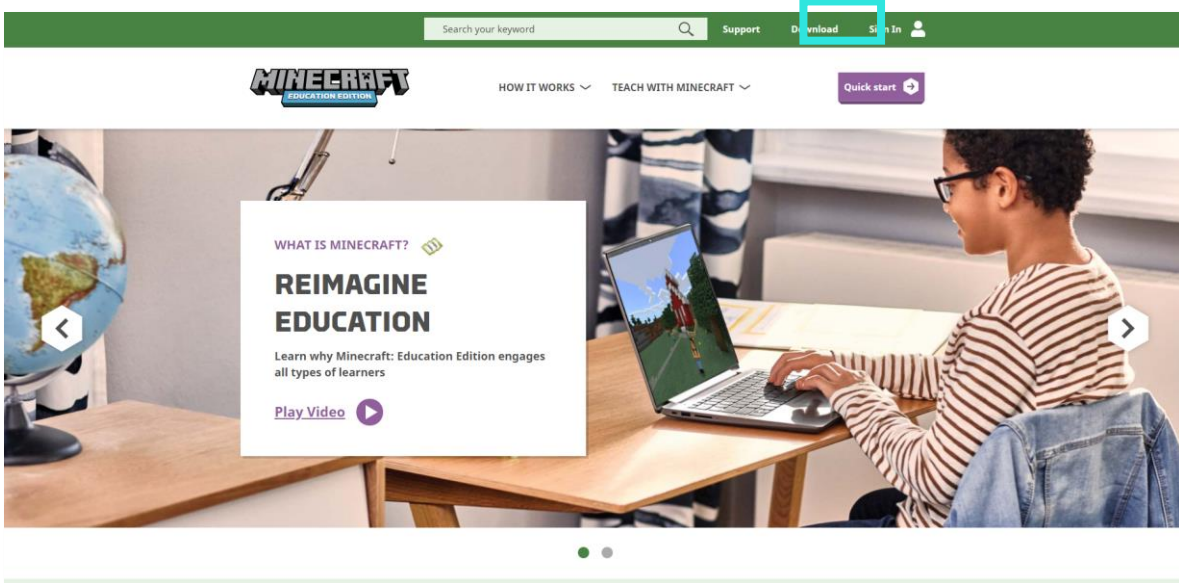 Search your keyword
Support
Download
Sign In
MINECRAFT
EDUCATION EDITION
HOW IT WORKS
TEACH WITH MINECRAFT
Quick start
WHAT IS MINECRAFT?
REIMAGINE
EDUCATION
Learn why Minecraft: Education Edition engages
all types of learners
Play Video